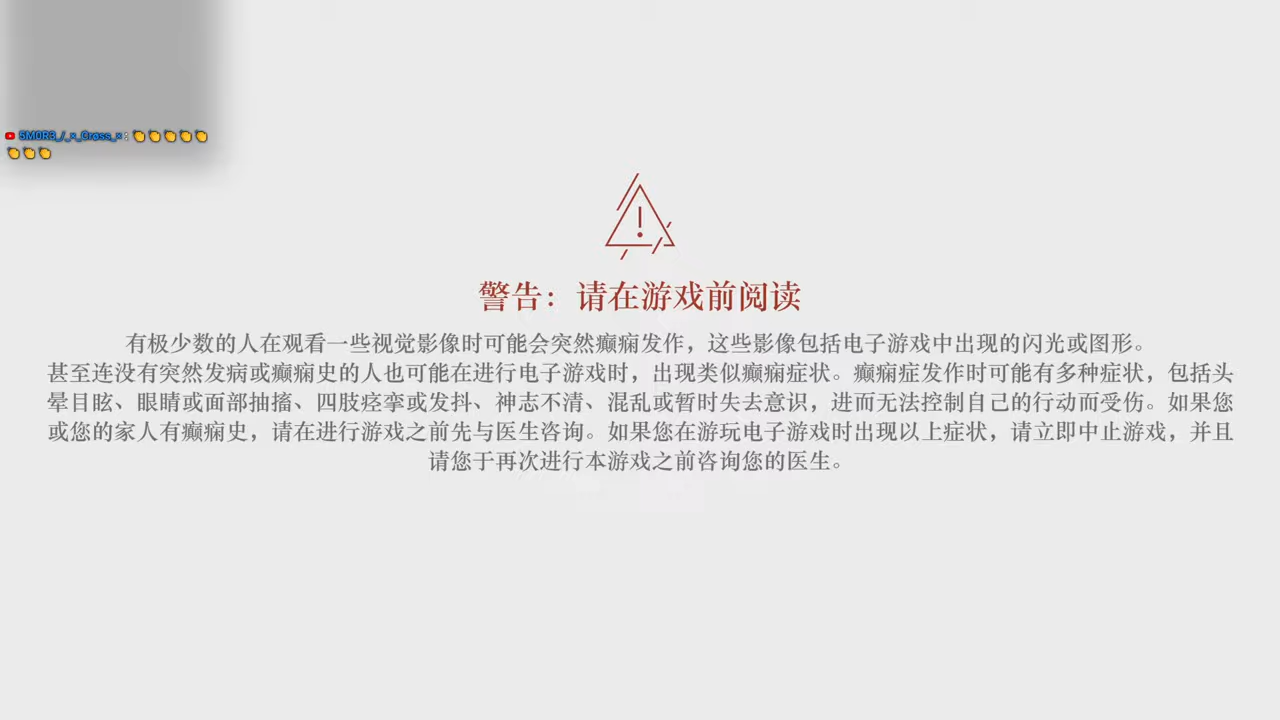 5M0R3_/_×_Cross_×: 👏👏👏👏👏
👏👏👏
警告：请在游戏前阅读
有极少数的人在观看一些视觉影像时可能会突然癫痫发作，这些影像包括电子游戏中出现的闪光或图形。
甚至连没有突然发病或癫痫史的人也可能在进行电子游戏时，出现类似癫痫症状。癫痫症发作时可能有多种症状，包括头
晕目眩、眼睛或面部抽搐、四肢痉挛或发抖、神志不清、混乱或暂时失去意识，进而无法控制自己的行动而受伤。如果您
或您的家人有癫痫史，请在进行游戏之前先与医生咨询。如果您在游玩电子游戏时出现以上症状，请立即中止游戏，并且
请您于再次进行本游戏之前咨询您的医生。